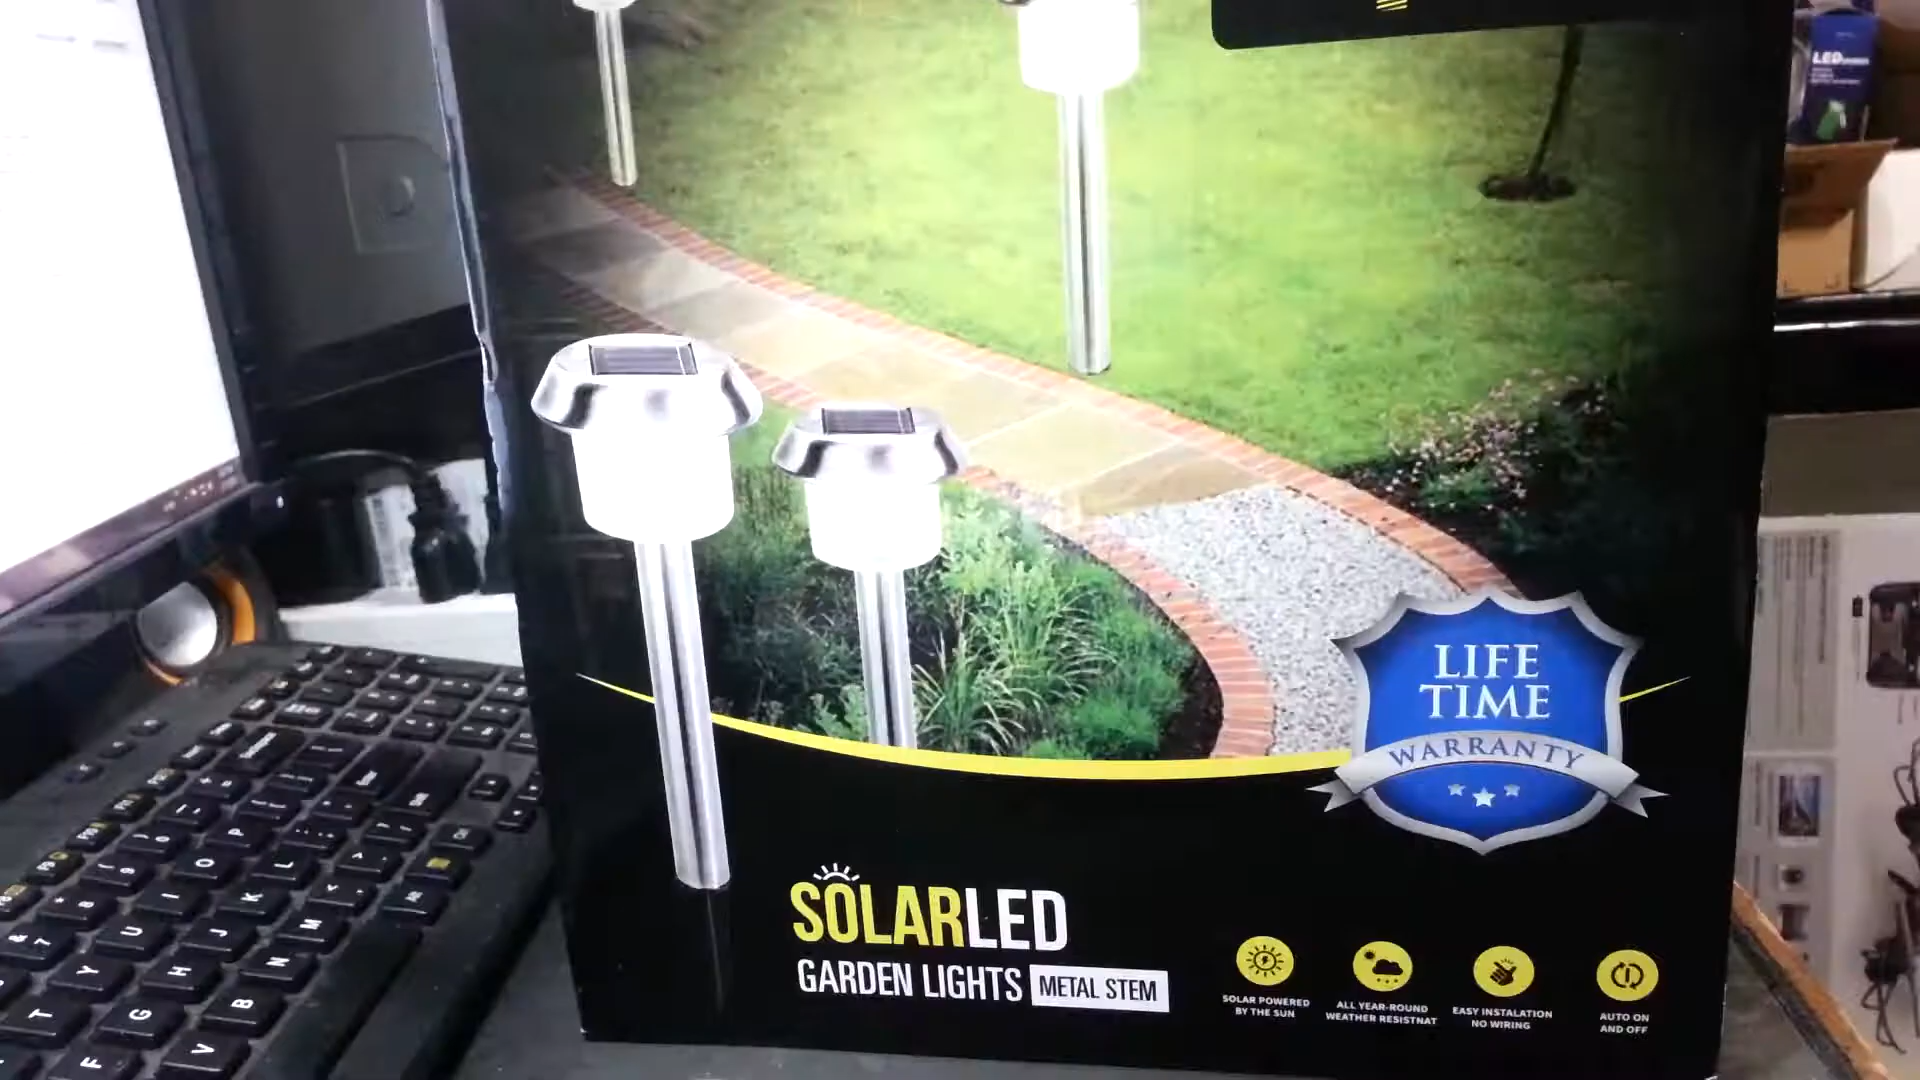 LED
LIFE
TIME
WARRANTY
SOLARLED
GARDEN LIGHTS METAL STEM
SOLAR POWERED
BY THE SUN
ALL YEAR-ROUND
WEATHER RESISTNAT
EASY INSTALATION
NO WIRING
AUTO ON
AND OFF